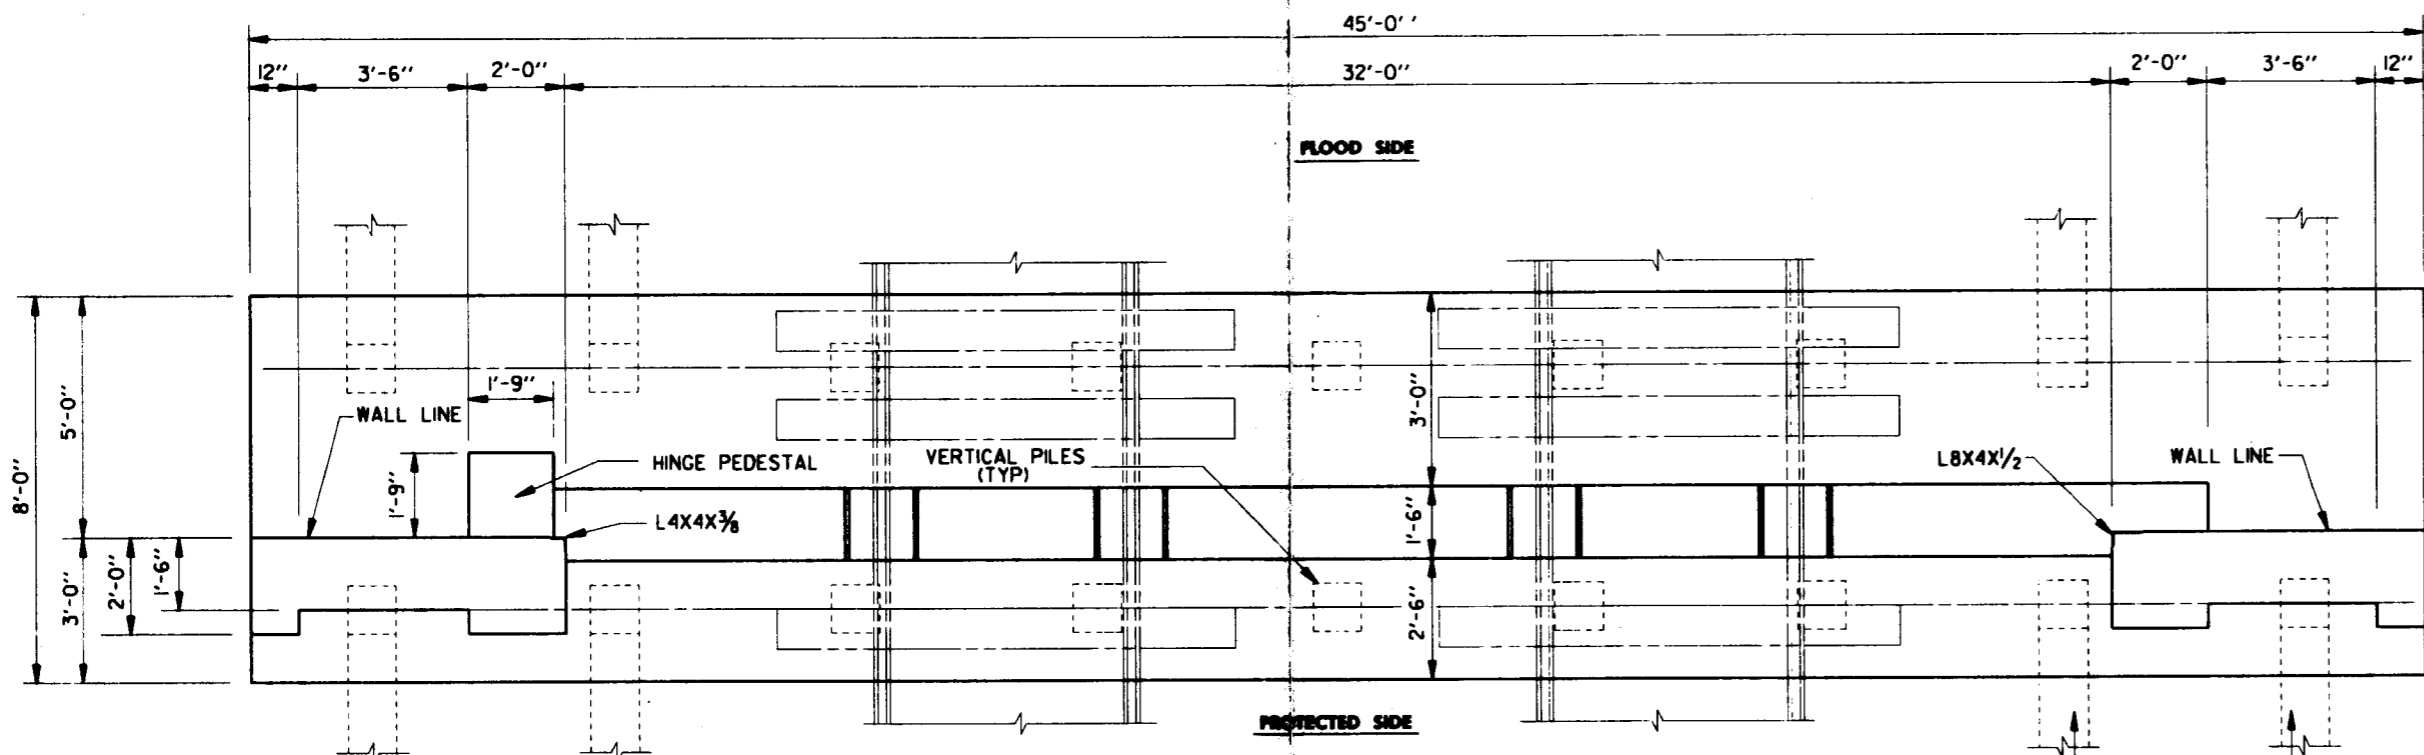 45'-0''
12'' 3'-6'' 2'-0'' 32'-0'' 2'-0'' 3'-6'' 12''
FLOOD SIDE
8'-0''
5'-0''
3'-0''
2'-0''
1'-6''
1'-9''
1'-9''
WALL LINE
HINGE PEDESTAL
L4X4X3/8
VERTICAL PILES
(TYP)
3'-0''
1'-6''
2'-6''
L8X4X1/2
WALL LINE
PROTECTED SIDE